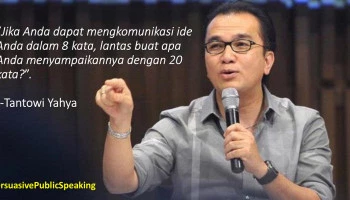 “Jika Anda dapat mengkomunikasi ide
Anda dalam 8 kata, lantas buat apa
Anda menyampaikannya dengan 20
kata?”.
-Tantowi Yahya
ersuasivePublicSpeaking